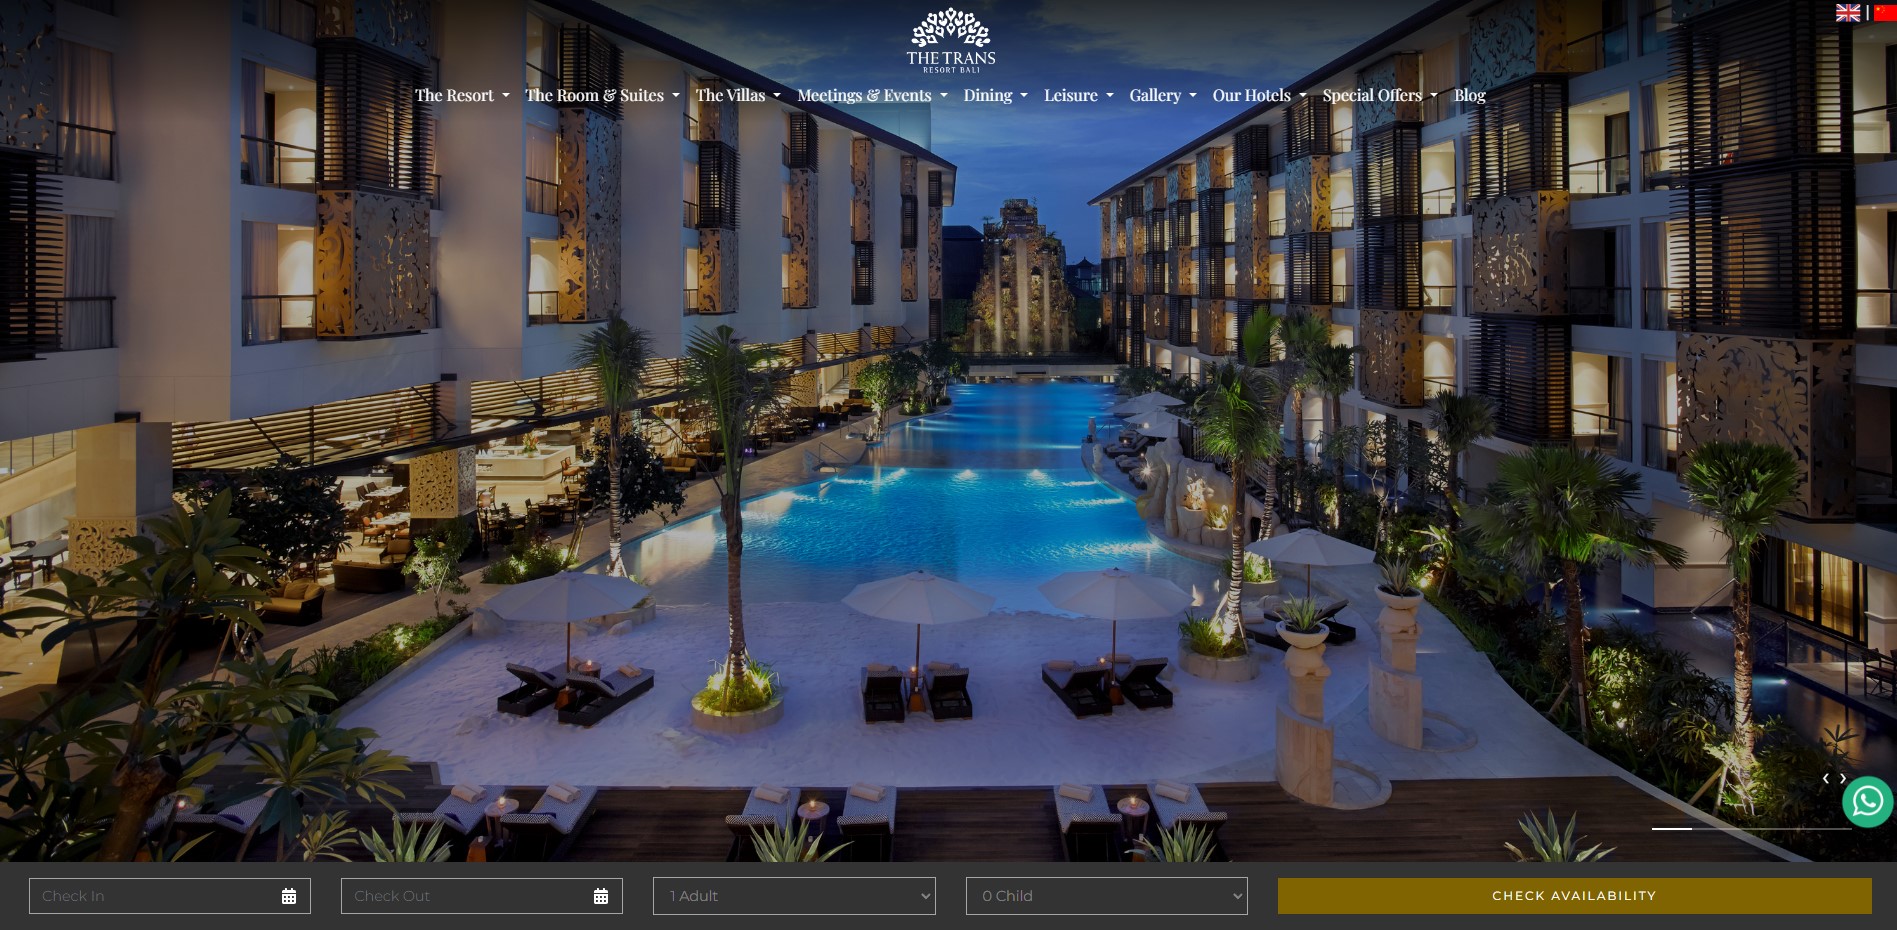 THE TRANS
RESORT BALI
The Resort The Room & Suites The Villas Meetings & Events Dining Leisure Gallery Our Hotels Special Offers Blog
Check In Check Out 1 Adult 0 Child CHECK AVAILABILITY